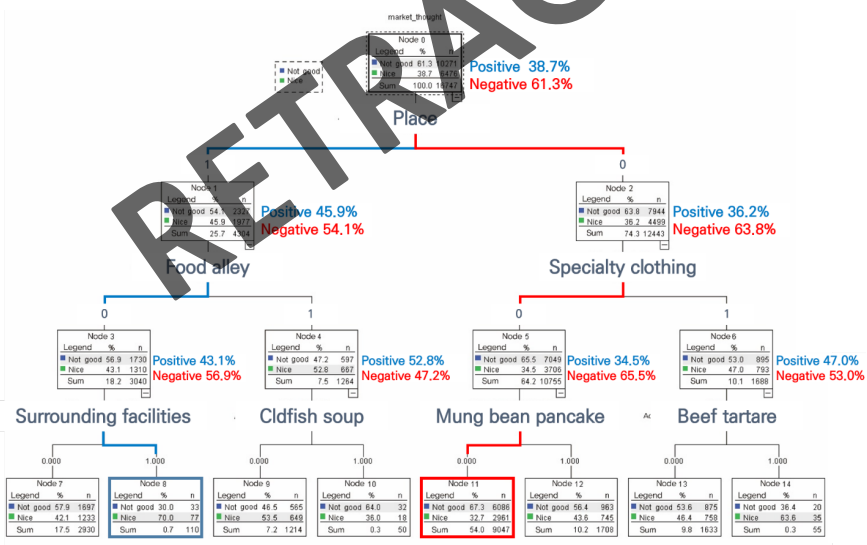 market_thought
Node 0
Legend % n
Not good 61.3 10271
Nice 38.7 6476
Sum 100.0 16747
Not good
Nice
Positive 38.7%
Negative 61.3%
Place
1
0
Node 1
Legend % n
Not good 54.1 2327
Nice 45.9 1977
Sum 25.7 4304
Positive 45.9%
Negative 54.1%
Node 2
Legend % n
Not good 63.8 7944
Nice 36.2 4499
Sum 74.3 12443
Positive 36.2%
Negative 63.8%
Food alley
Specialty clothing
0
1
0
1
Node 3
Legend % n
Not good 56.9 1730
Nice 43.1 1310
Sum 18.2 3040
Positive 43.1%
Negative 56.9%
Node 4
Legend % n
Not good 47.2 597
Nice 52.8 667
Sum 7.5 1264
Positive 52.8%
Negative 47.2%
Node 5
Legend % n
Not good 65.5 7049
Nice 34.5 3706
Sum 64.2 10755
Positive 34.5%
Negative 65.5%
Node 6
Legend % n
Not good 53.0 895
Nice 47.0 793
Sum 10.1 1688
Positive 47.0%
Negative 53.0%
Surrounding facilities
Cldfish soup
Mung bean pancake
Ac
Beef tartare
0.000
1.000
0.000
1.000
0.000
1.000
0.000
1.000
Node 7
Legend % n
Not good 57.9 1697
Nice 42.1 1233
Sum 17.5 2930
Node 8
Legend % n
Not good 30.0 33
Nice 70.0 77
Sum 0.7 110
Node 9
Legend % n
Not good 46.5 565
Nice 53.5 649
Sum 7.2 1214
Node 10
Legend % n
Not good 64.0 32
Nice 36.0 18
Sum 0.3 50
Node 11
Legend % n
Not good 67.3 6086
Nice 32.7 2961
Sum 54.0 9047
Node 12
Legend % n
Not good 56.4 963
Nice 43.6 745
Sum 10.2 1708
Node 13
Legend % n
Not good 53.6 875
Nice 46.4 758
Sum 9.8 1633
Node 14
Legend % n
Not good 36.4 20
Nice 63.6 35
Sum 0.3 55
RETRAC